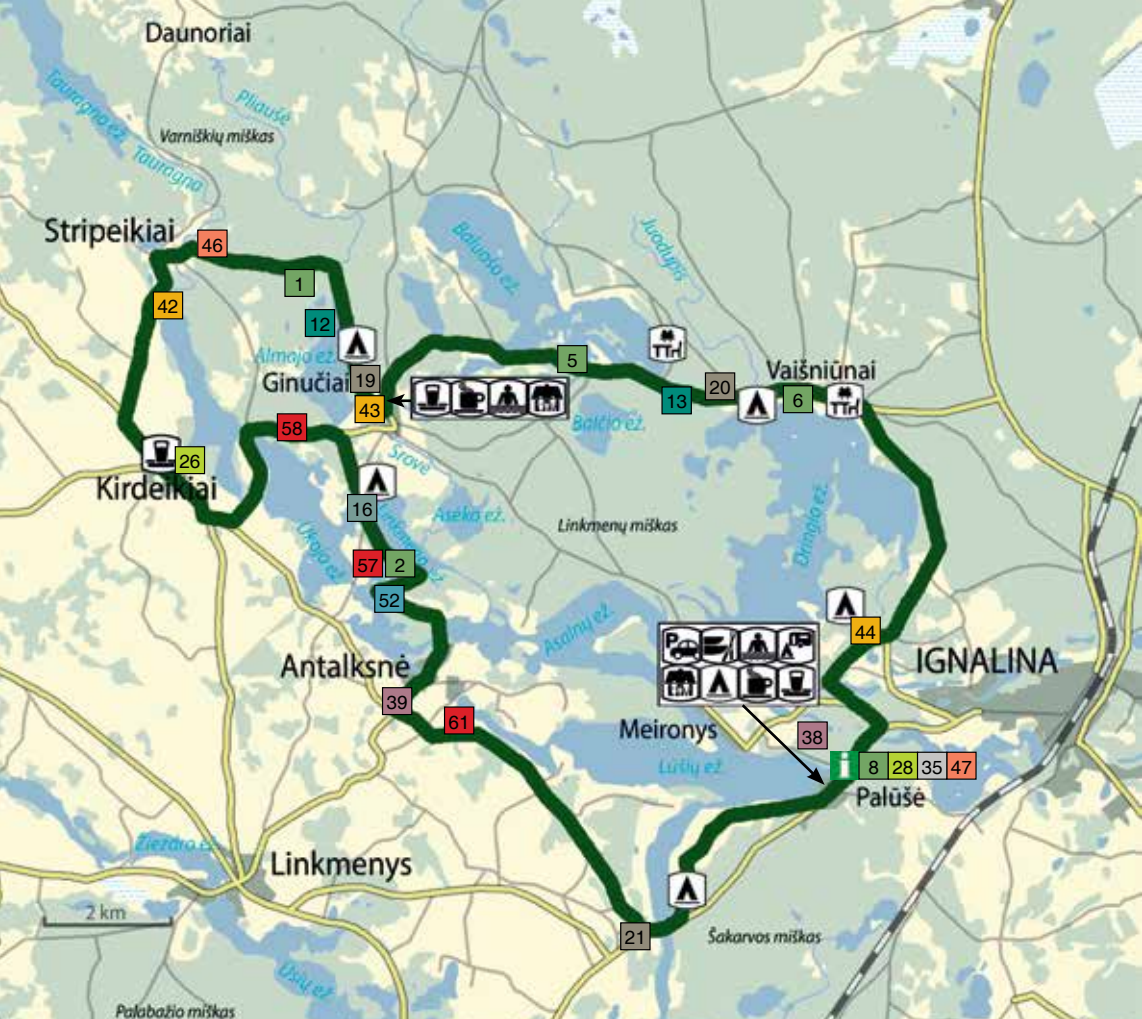 Daunoriai
Tauragno ež.
Pliaušė
Varniškių miškas
Tauragna
Stripeikiai
46
1
42
12
Baluošo ež.
Juodupis
Almajo ež.
Ginučiai
19
43
5
13
20
Vaišniūnai
6
Balčio ež.
58
Srovė
26
Kirdeikiai
16
Asėko ež.
Linkmenų miškas
Dringio ež.
Ūkojo ež.
57
2
52
Asalnų ež.
44
P
IGNALINA
Antalksnė
39
61
Meironys
38
Lūšių ež.
i
8
28
35
47
Palūšė
Žiezdro ež.
Linkmenys
2 km
21
Šakarvos miškas
Ūsių ež.
Palabažio miškas